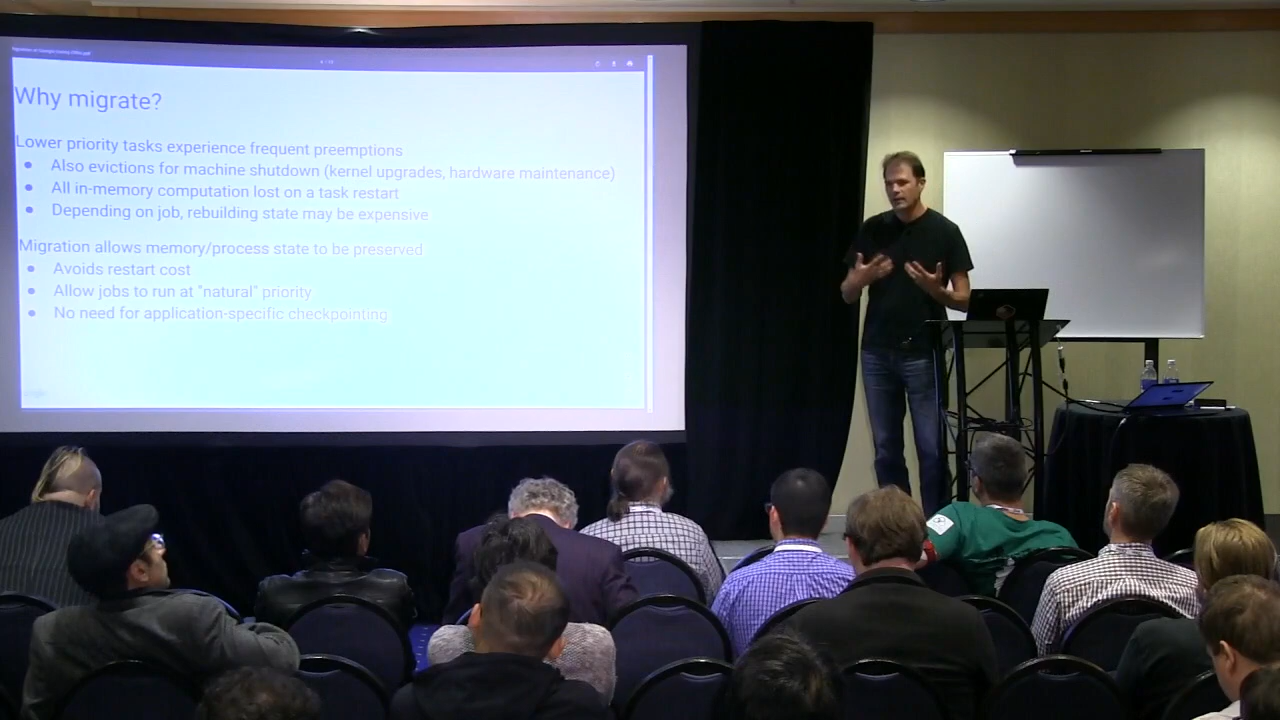 Why migrate?
Lower priority tasks experience frequent preemptions
● Also evictions for machine shutdown (kernel upgrades, hardware maintenance)
● All in-memory computation lost on a task restart
● Depending on job, rebuilding state may be expensive
Migration allows memory/process state to be preserved
● Avoids restart cost
● Allow jobs to run at "natural" priority
● No need for application-specific checkpointing